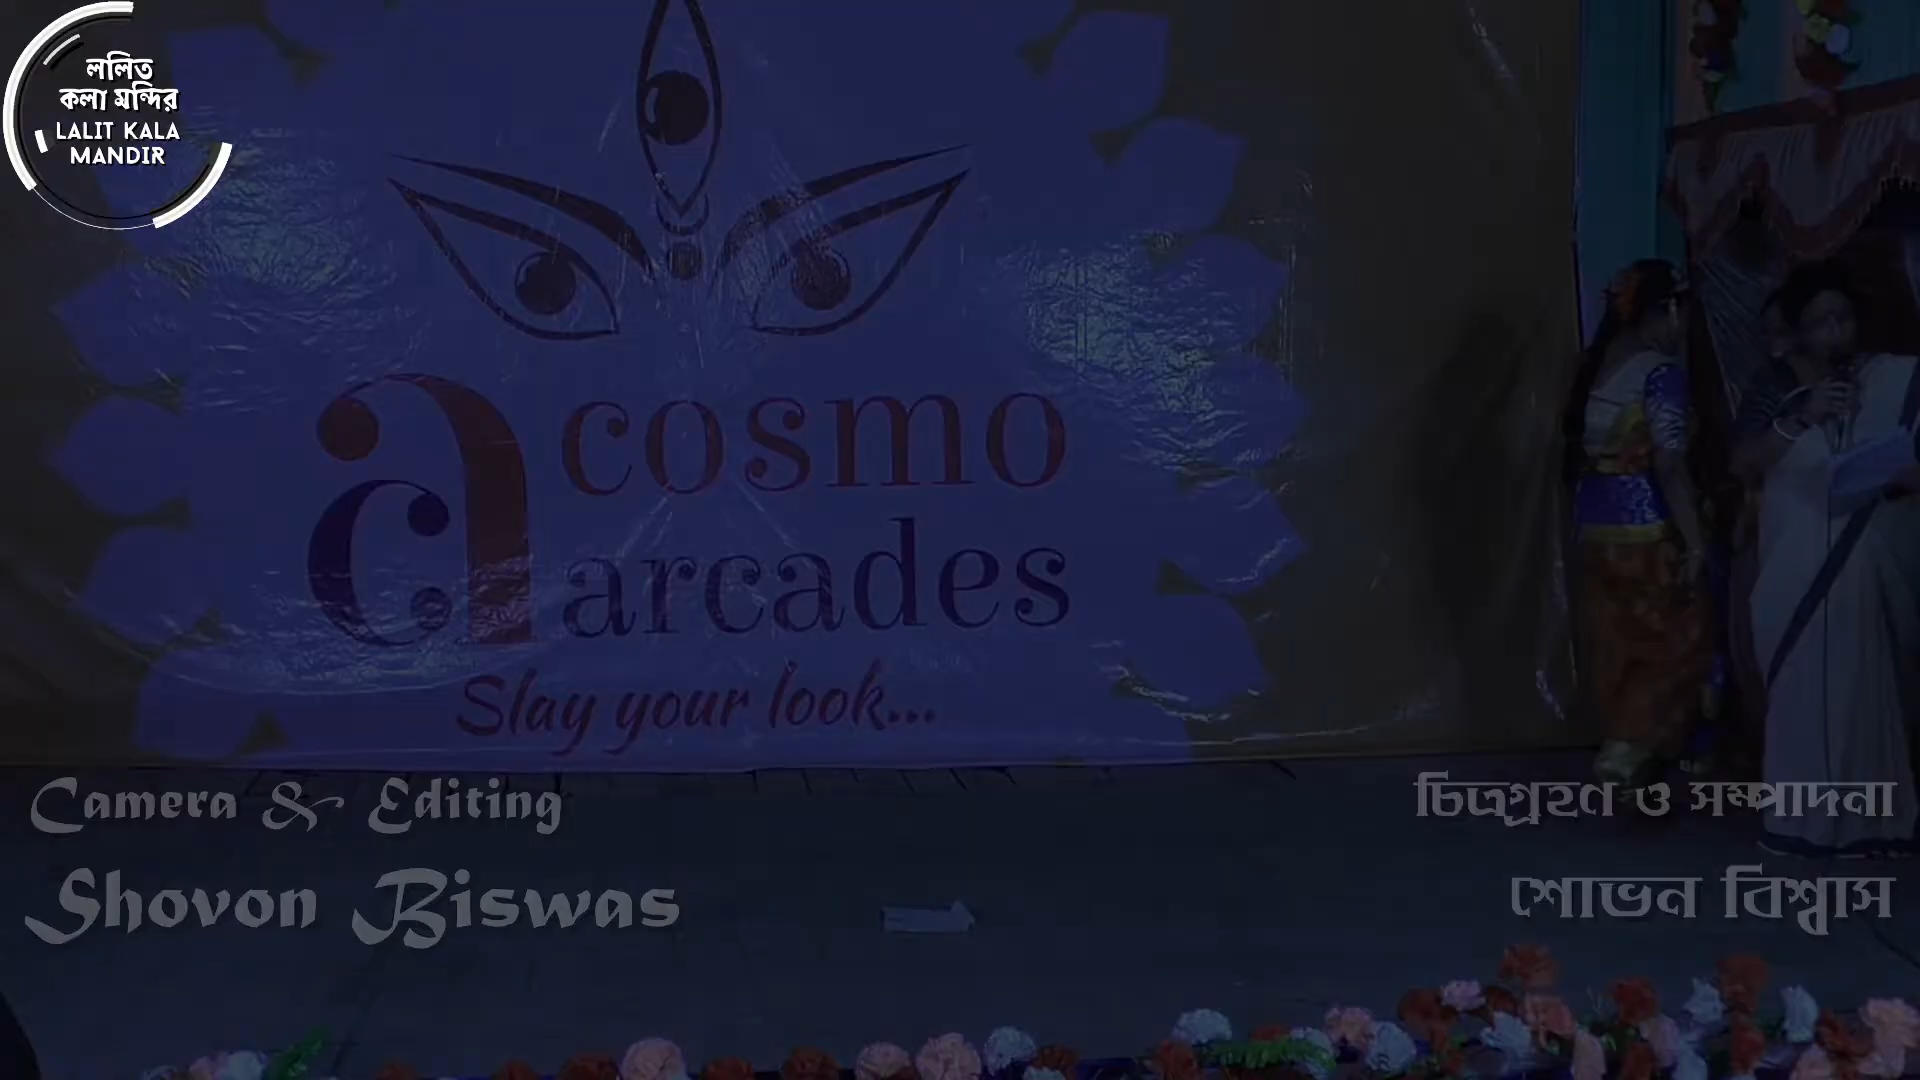 ললিত
কলা মন্দির
LALIT KALA
MANDIR
a cosmo
c arcades
Slay your look...
Camera & Editing
Shovon Biswas
চিত্রগ্রহণ ও সম্পাদনা
শোভন বিশ্বাস